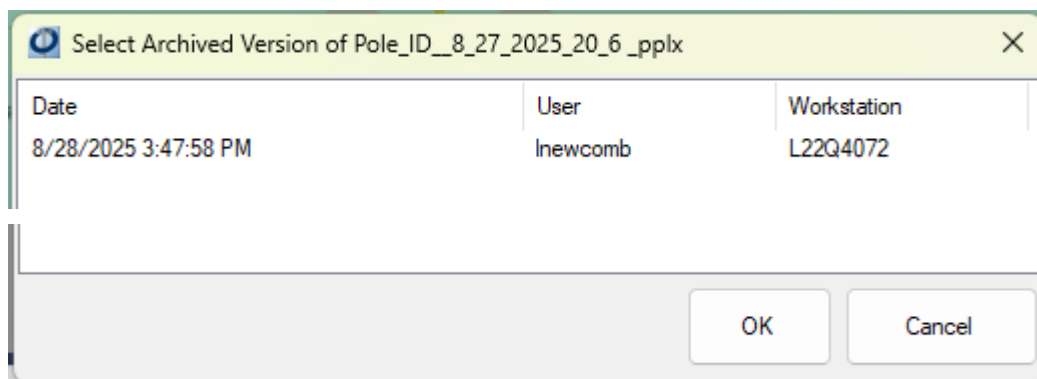 Select Archived Version of Pole_ID__8_27_2025_20_6 _pplx
Date User Workstation
8/28/2025 3:47:58 PM lnewcomb L22Q4072
OK Cancel